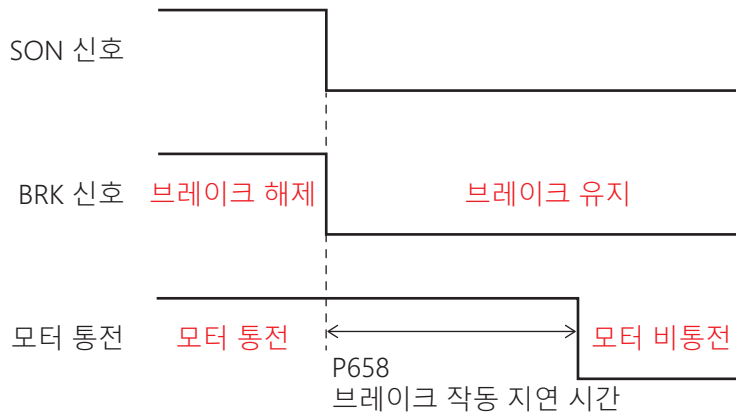 SON 신호
BRK 신호 브레이크 해제 브레이크 유지
모터 통전 모터 통전 모터 비통전
P658
브레이크 작동 지연 시간